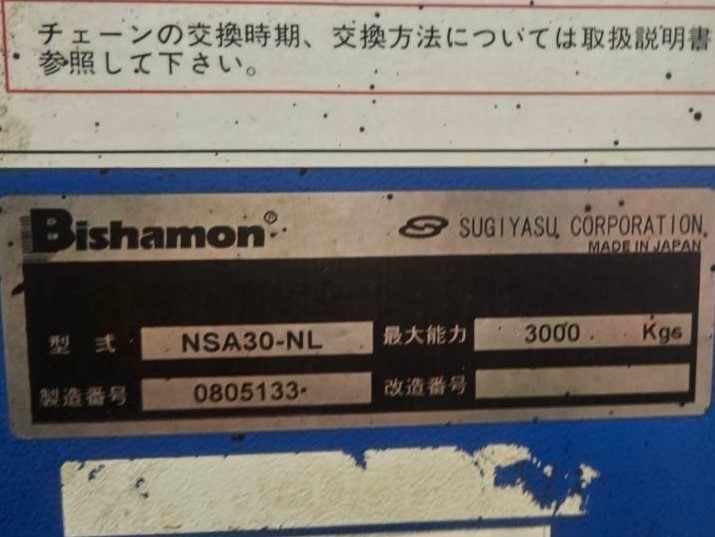 チェーンの交換時期、交換方法については取扱説明書
参照して下さい。
Bishamon®
SUGIYASU CORPORATION
MADE IN JAPAN
型式 NSA30-NL 最大能力 3000 Kgs
製造番号 0805133 改造番号